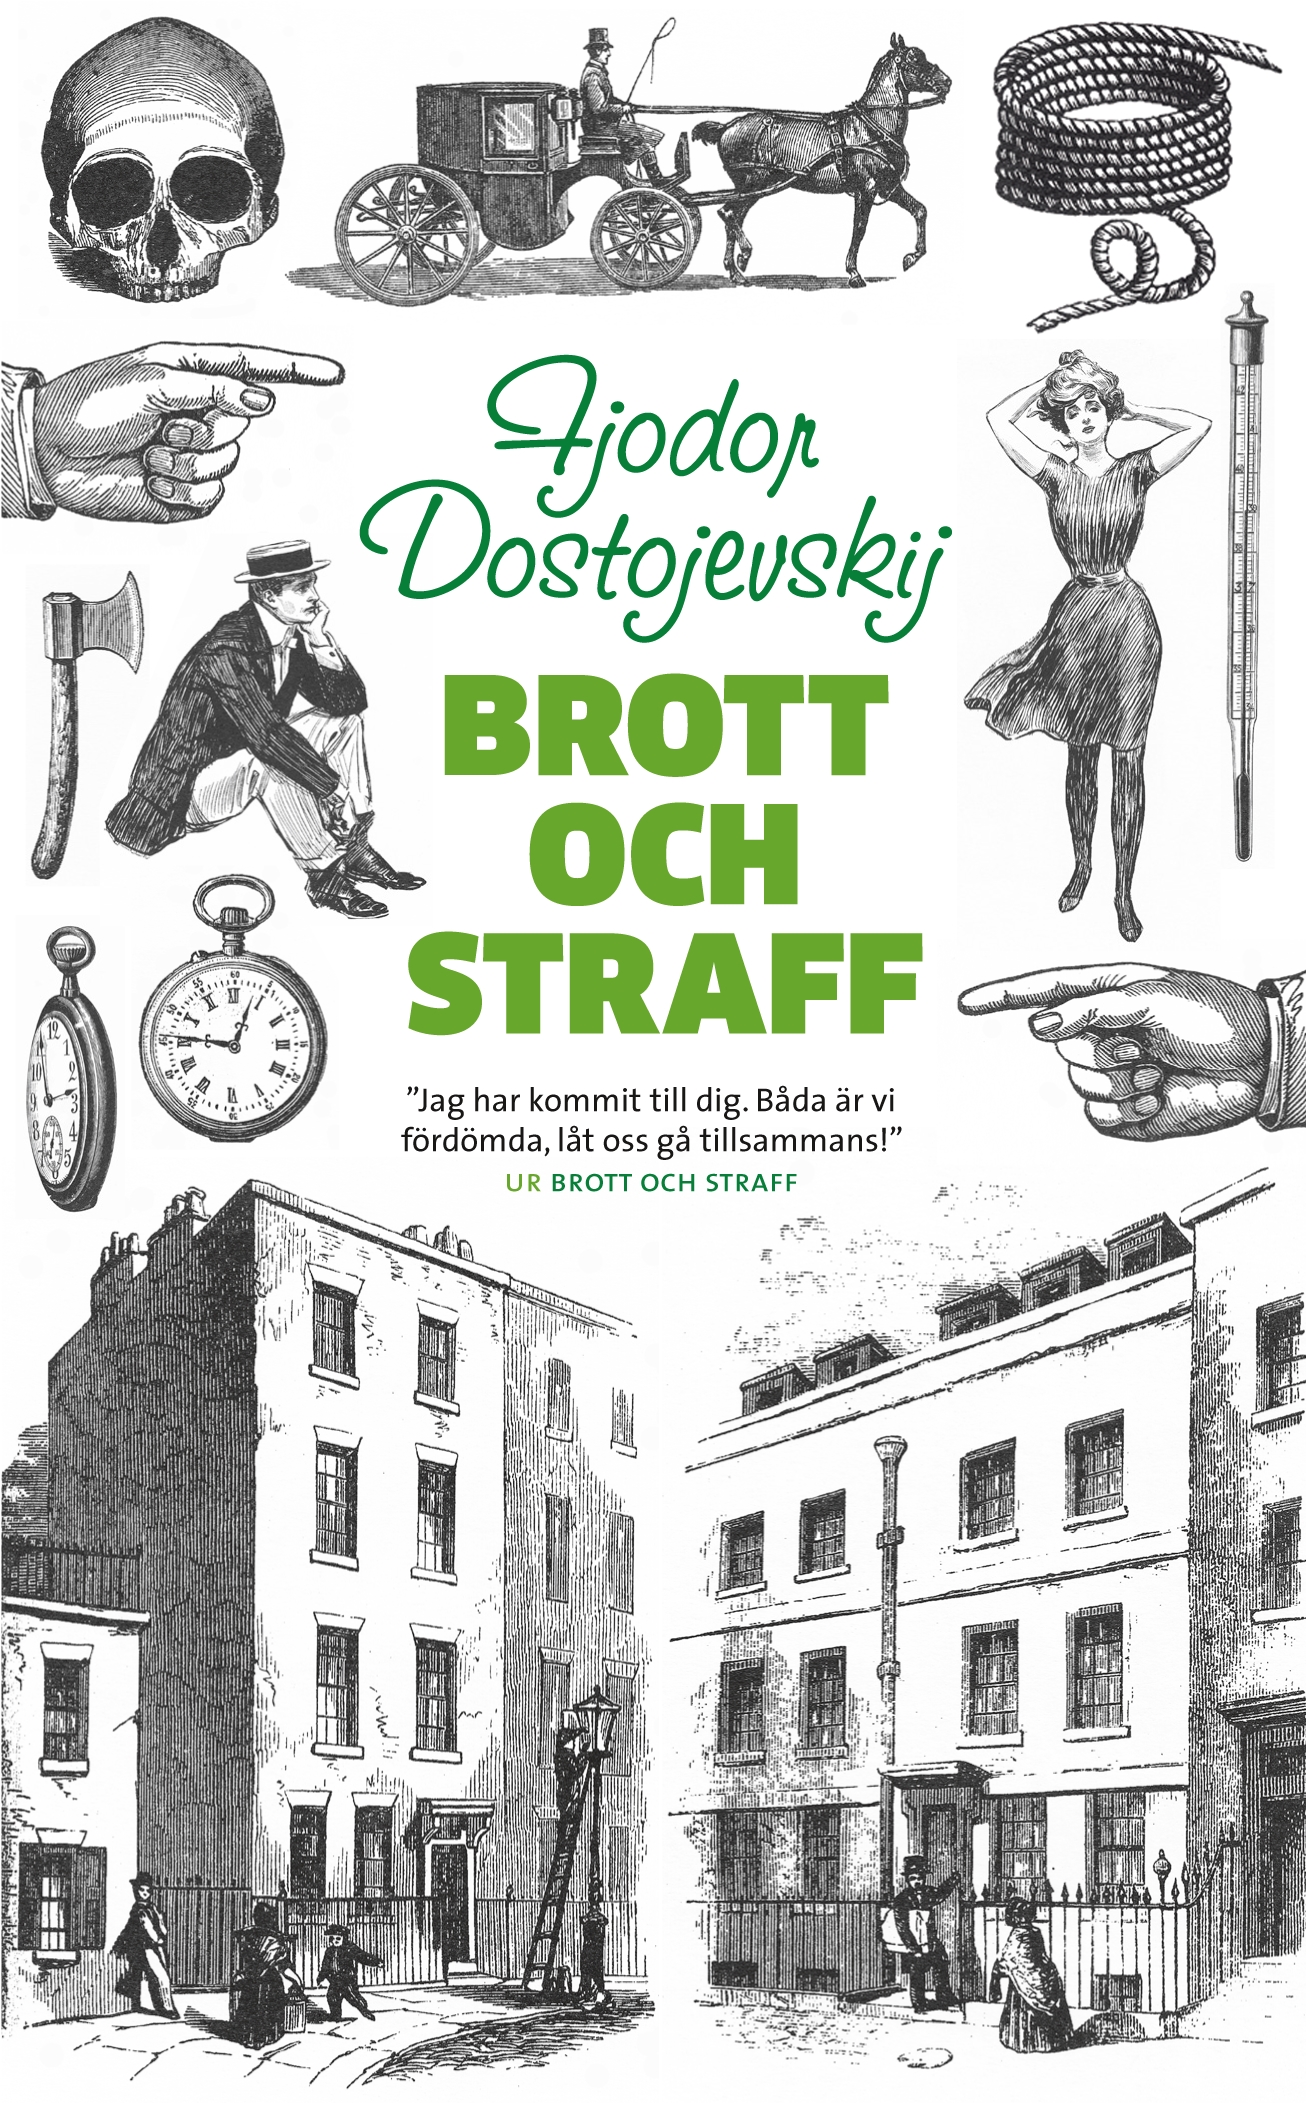 Fjodor
Dostojevskij
BROTT
OCH
STRAFF
”Jag har kommit till dig. Båda är vi
fördömda, låt oss gå tillsammans!”
UR BROTT OCH STRAFF